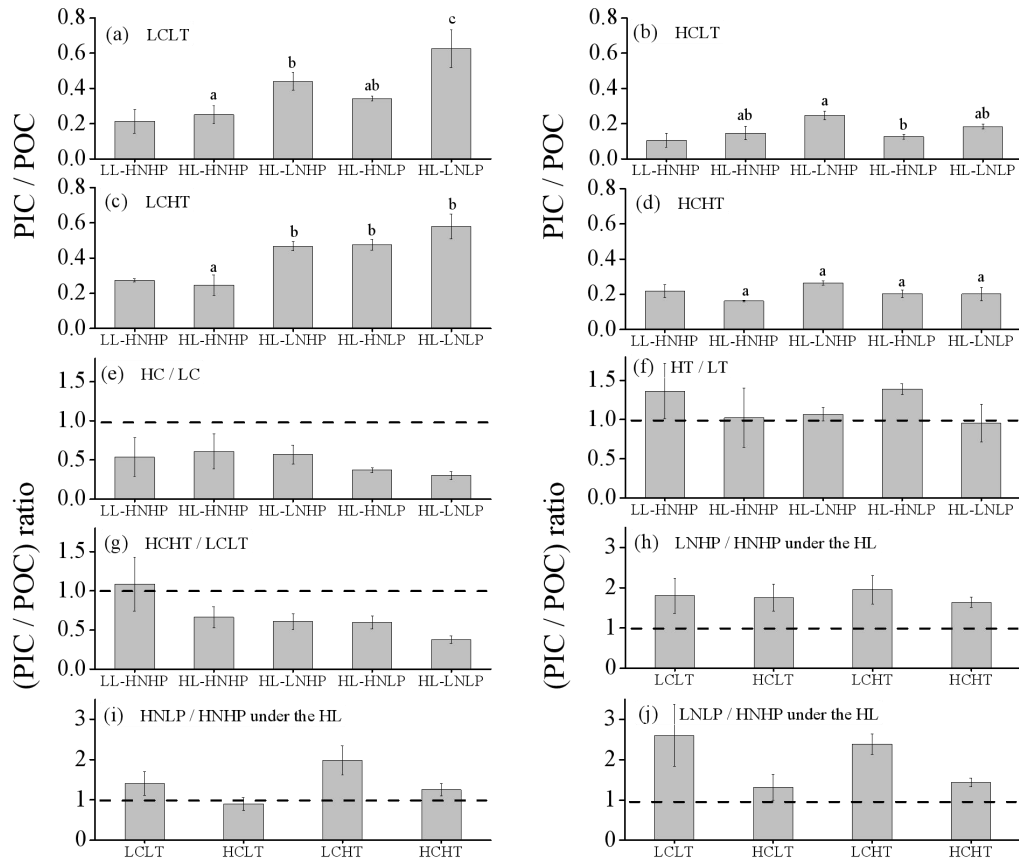 PIC / POC
(a) LCLT
0.8
0.6
0.4
0.2
0.0
a
b
ab
c
LL-HNHP HL-HNHP HL-LNHP HL-HNLP HL-LNLP
PIC / POC
(b) HCLT
0.8
0.6
0.4
0.2
0.0
ab
a
b
ab
LL-HNHP HL-HNHP HL-LNHP HL-HNLP HL-LNLP
(c) LCHT
0.8
0.6
0.4
0.2
0.0
a
b
b
b
LL-HNHP HL-HNHP HL-LNHP HL-HNLP HL-LNLP
(d) HCHT
0.8
0.6
0.4
0.2
0.0
a
a
a
a
LL-HNHP HL-HNHP HL-LNHP HL-HNLP HL-LNLP
(PIC / POC) ratio
(e) HC / LC
1.5
1.0
0.5
0.0
LL-HNHP HL-HNHP HL-LNHP HL-HNLP HL-LNLP
(PIC / POC) ratio
(f) HT / LT
1.5
1.0
0.5
0.0
LL-HNHP HL-HNHP HL-LNHP HL-HNLP HL-LNLP
(g) HCHT / LCLT
1.5
1.0
0.5
0.0
LL-HNHP HL-HNHP HL-LNHP HL-HNLP HL-LNLP
(h) LNHP / HNHP under the HL
3
2
1
0
LCLT HCLT LCHT HCHT
(i) HNLP / HNHP under the HL
3
2
1
0
LCLT HCLT LCHT HCHT
(j) LNLP / HNHP under the HL
3
2
1
0
LCLT HCLT LCHT HCHT